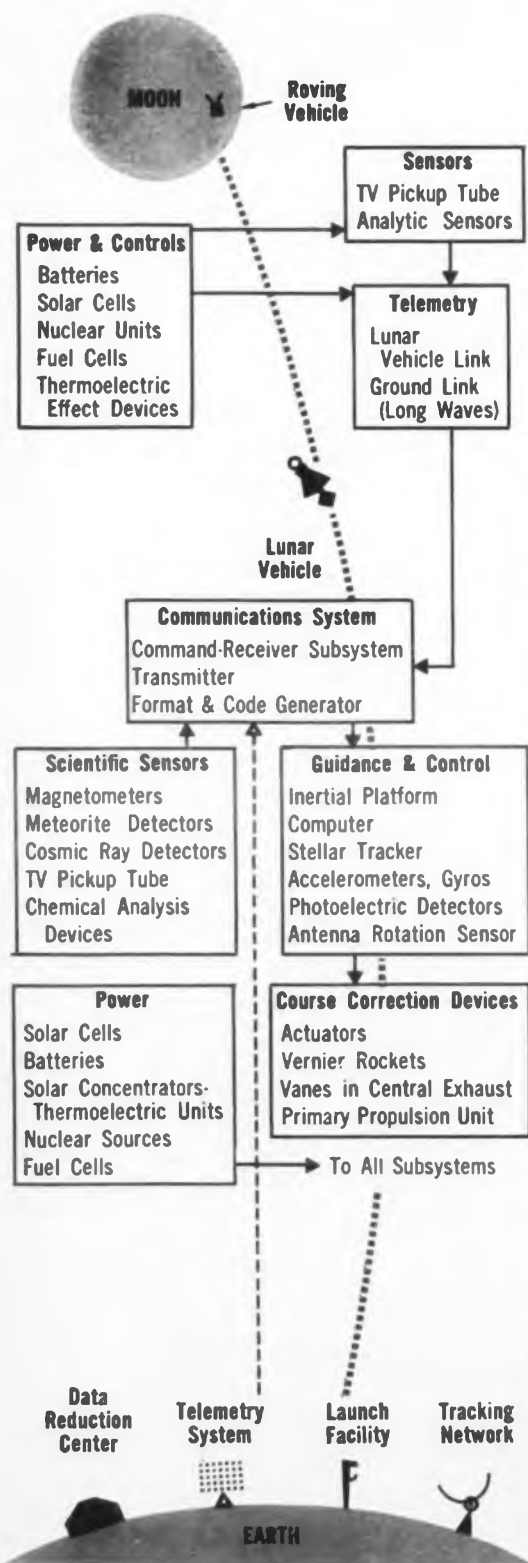 MOON
Roving
Vehicle
Sensors
TV Pickup Tube
Analytic Sensors
Power & Controls
Batteries
Solar Cells
Nuclear Units
Fuel Cells
Thermoelectric
Effect Devices
Telemetry
Lunar
Vehicle Link
Ground Link
(Long Waves)
Lunar
Vehicle
Communications System
Command-Receiver Subsystem
Transmitter
Format & Code Generator
Scientific Sensors
Magnetometers
Meteorite Detectors
Cosmic Ray Detectors
TV Pickup Tube
Chemical Analysis
Devices
Guidance & Control
Inertial Platform
Computer
Stellar Tracker
Accelerometers, Gyros
Photoelectric Detectors
Antenna Rotation Sensor
Power
Solar Cells
Batteries
Solar Concentrators-
Thermoelectric Units
Nuclear Sources
Fuel Cells
Course Correction Devices
Actuators
Vernier Rockets
Vanes in Central Exhaust
Primary Propulsion Unit
To All Subsystems
Data
Reduction
Center
Telemetry
System
Launch
Facility
Tracking
Network
EARTH